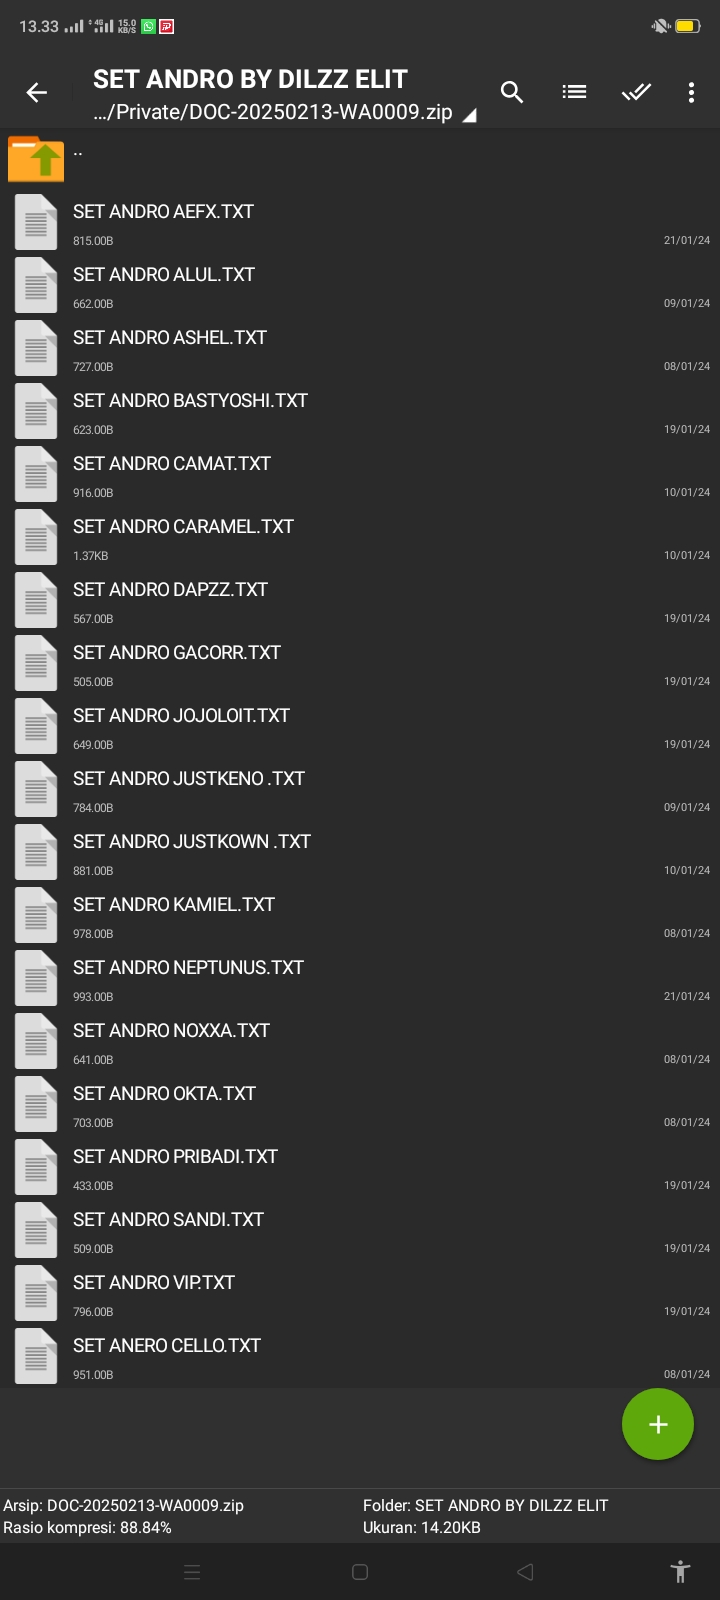 13.33 4G 15.0 KB/S
SET ANDRO BY DILZZ ELIT
.../Private/DOC-20250213-WA0009.zip
..
SET ANDRO AEFX.TXT
815.00B 21/01/24
SET ANDRO ALUL.TXT
662.00B 09/01/24
SET ANDRO ASHEL.TXT
727.00B 08/01/24
SET ANDRO BASTYOSHI.TXT
623.00B 19/01/24
SET ANDRO CAMAT.TXT
916.00B 10/01/24
SET ANDRO CARAMEL.TXT
1.37KB 10/01/24
SET ANDRO DAPZZ.TXT
567.00B 19/01/24
SET ANDRO GACORR.TXT
505.00B 19/01/24
SET ANDRO JOJOLOIT.TXT
649.00B 19/01/24
SET ANDRO JUSTKENO .TXT
784.00B 09/01/24
SET ANDRO JUSTKOWN .TXT
881.00B 10/01/24
SET ANDRO KAMIEL.TXT
978.00B 08/01/24
SET ANDRO NEPTUNUS.TXT
993.00B 21/01/24
SET ANDRO NOXXA.TXT
641.00B 08/01/24
SET ANDRO OKTA.TXT
703.00B 08/01/24
SET ANDRO PRIBADI.TXT
433.00B 19/01/24
SET ANDRO SANDI.TXT
509.00B 19/01/24
SET ANDRO VIP.TXT
796.00B 19/01/24
SET ANERO CELLO.TXT
951.00B 08/01/24
Arsip: DOC-20250213-WA0009.zip Folder: SET ANDRO BY DILZZ ELIT
Rasio kompresi: 88.84% Ukuran: 14.20KB